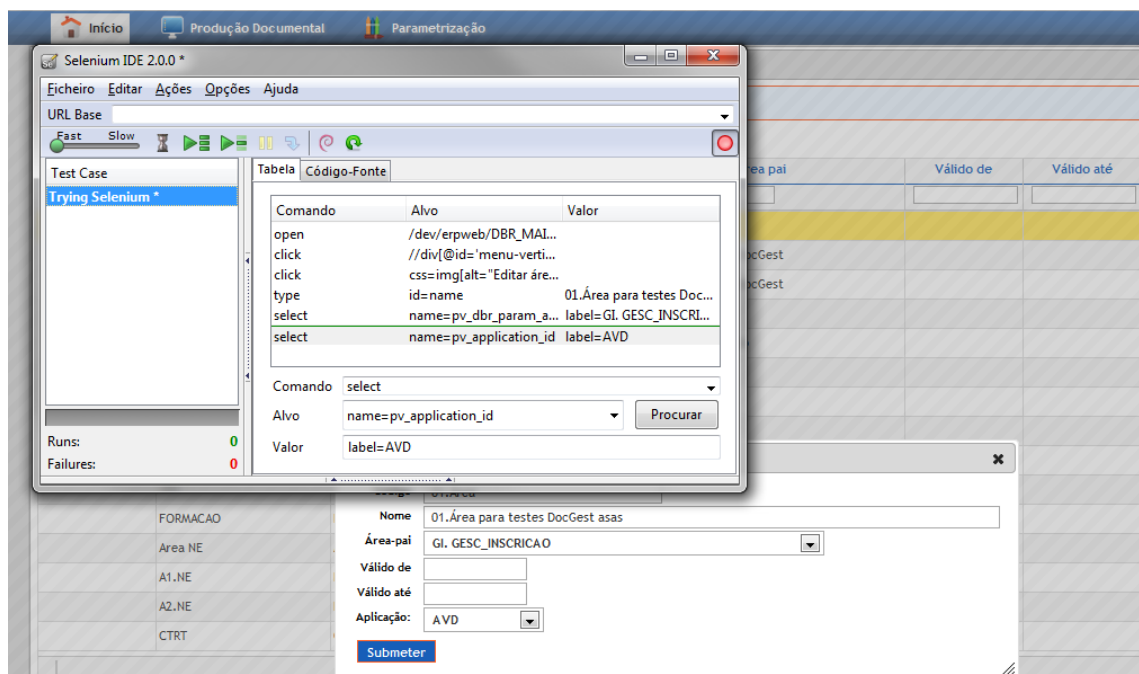 Início Produção Documental Parametrização
Selenium IDE 2.0.0 *
Ficheiro Editar Ações Opções Ajuda
URL Base
Fast Slow
Test Case
Trying Selenium *
Runs: 0
Failures: 0
Tabela Código-Fonte
Comando Alvo Valor
open /dev/erpweb/DBR_MAI...
click //div[@id='menu-verti...
click css=img[alt="Editar áre...
type id=name 01.Área para testes Doc...
select name=pv_dbr_param_a... label=GI. GESC_INSCRI...
select name=pv_application_id label=AVD
Comando select
Alvo name=pv_application_id Procurar
Valor label=AVD
ea pai Válido de Válido até
ocGest
ocGest
FORMACAO
Area NE
A1.NE
A2.NE
CTRT
01.Area
Nome 01.Área para testes DocGest asas
Área-pai GI. GESC_INSCRICAO
Válido de
Válido até
Aplicação: AVD
Submeter